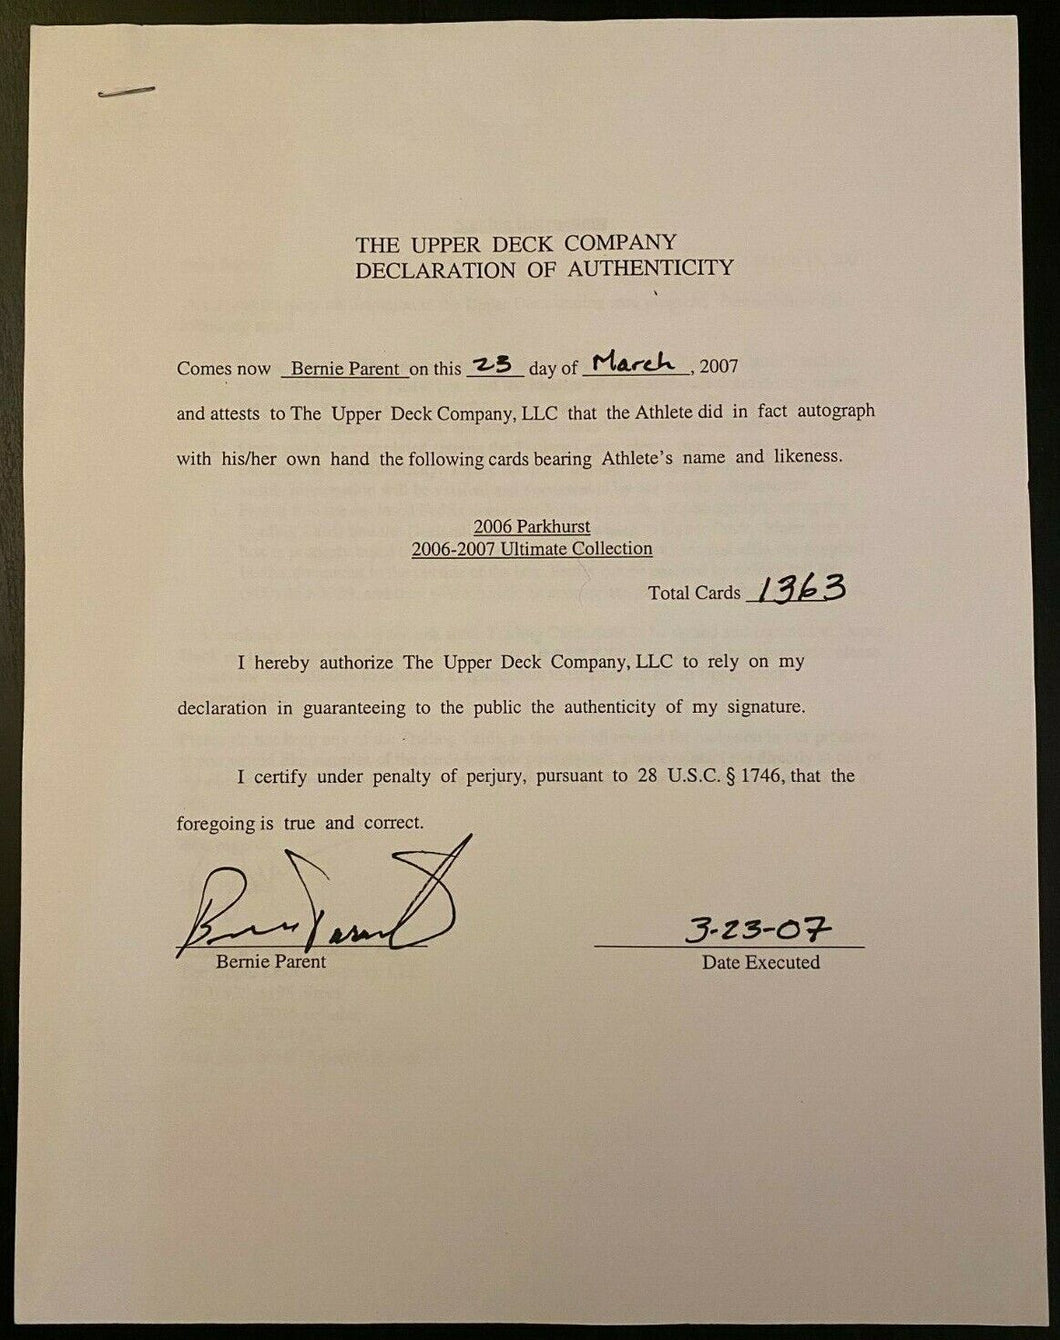 THE UPPER DECK COMPANY
DECLARATION OF AUTHENTICITY
Comes now Bernie Parent on this 23 day of March, 2007
and attests to The Upper Deck Company, LLC that the Athlete did in fact autograph
with his/her own hand the following cards bearing Athlete's name and likeness.
2006 Parkhurst
2006-2007 Ultimate Collection
Total Cards 1363
I hereby authorize The Upper Deck Company, LLC to rely on my
declaration in guaranteeing to the public the authenticity of my signature.
I certify under penalty of perjury, pursuant to 28 U.S.C. § 1746, that the
foregoing is true and correct.
Bernie Parent
3-23-07
Bernie Parent
Date Executed